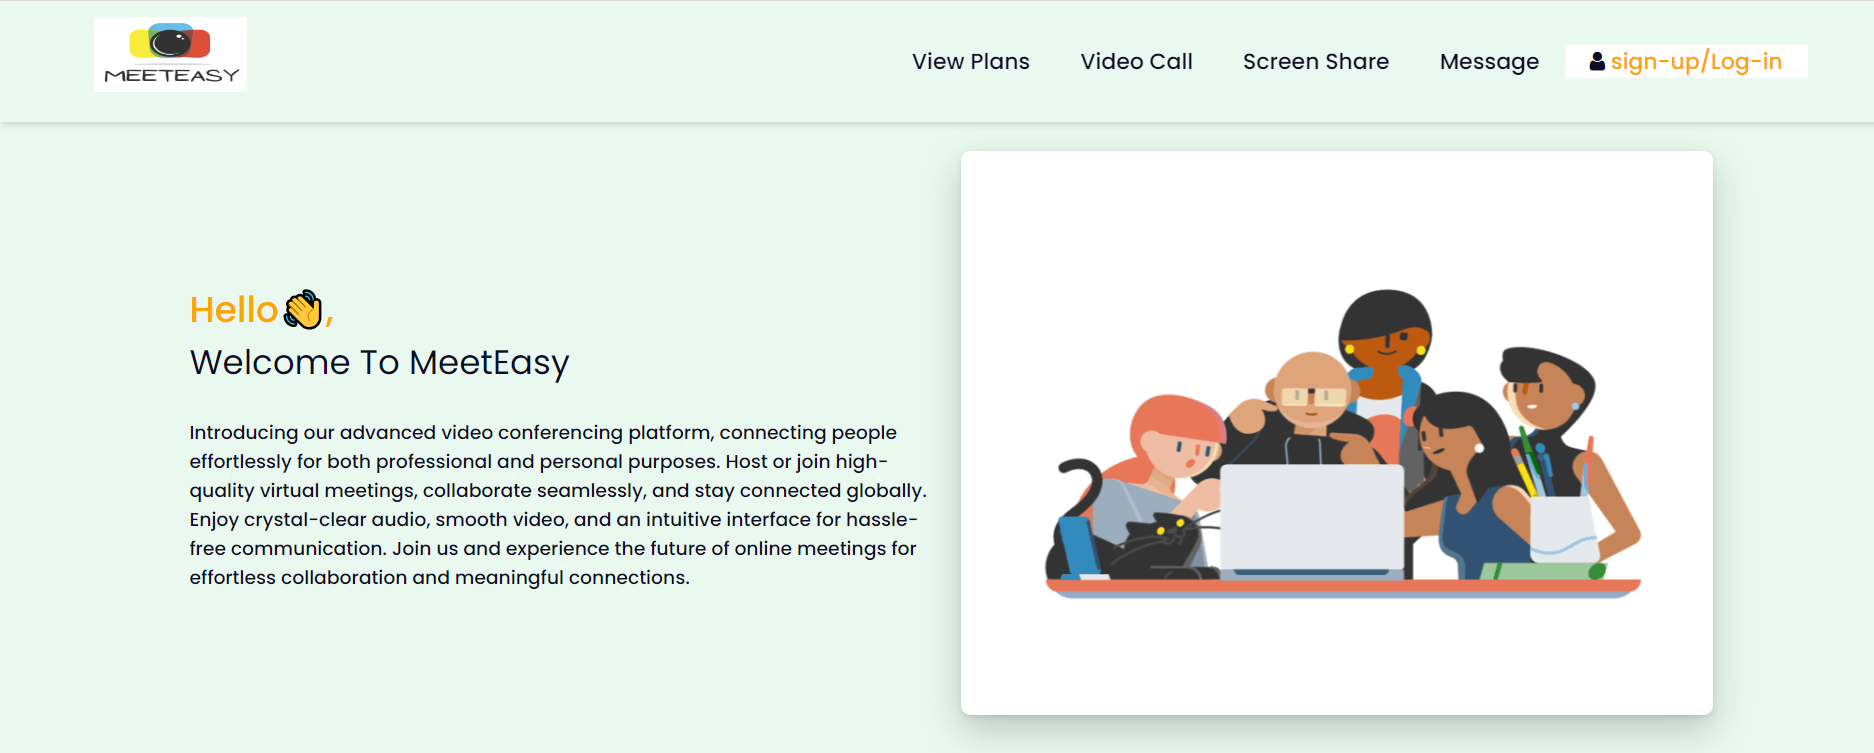 MEETEASY
View Plans
Video Call
Screen Share
Message
sign-up/Log-in
Hello👋,
Welcome To MeetEasy
Introducing our advanced video conferencing platform, connecting people
effortlessly for both professional and personal purposes. Host or join high-
quality virtual meetings, collaborate seamlessly, and stay connected globally.
Enjoy crystal-clear audio, smooth video, and an intuitive interface for hassle-
free communication. Join us and experience the future of online meetings for
effortless collaboration and meaningful connections.